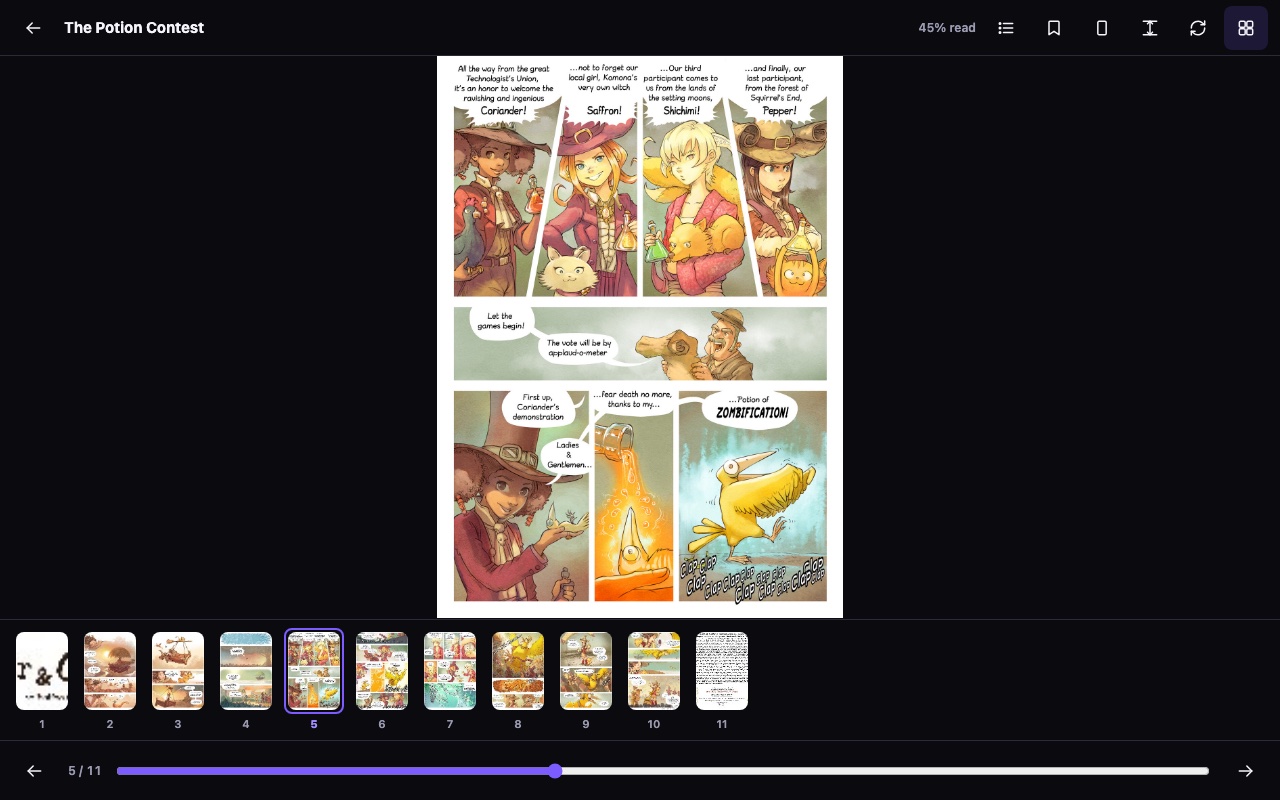 The Potion Contest
45% read
All the way from the great
Technologist's Union,
it's an honor to welcome the
ravishing and ingenious
Coriander!
...not to forget our
local girl, Komona's
very own witch
Saffron!
...Our third
participant comes to
us from the lands of
the setting moons,
Shichimi!
...and finally, our
last participant,
from the forest of
Squirrel's End,
Pepper!
Let the
games begin!
The vote will be by
applaud-o-meter
First up,
Coriander's
demonstration
Ladies
&
Gentlemen...
...fear death no more,
thanks to my...
...Potion of
ZOMBIFICATION!
Clap Clap
Clap Clap Clap Clap Clap Clap Clap Clap Clap
1
2
3
4
5
6
7
8
9
10
11
5 / 11